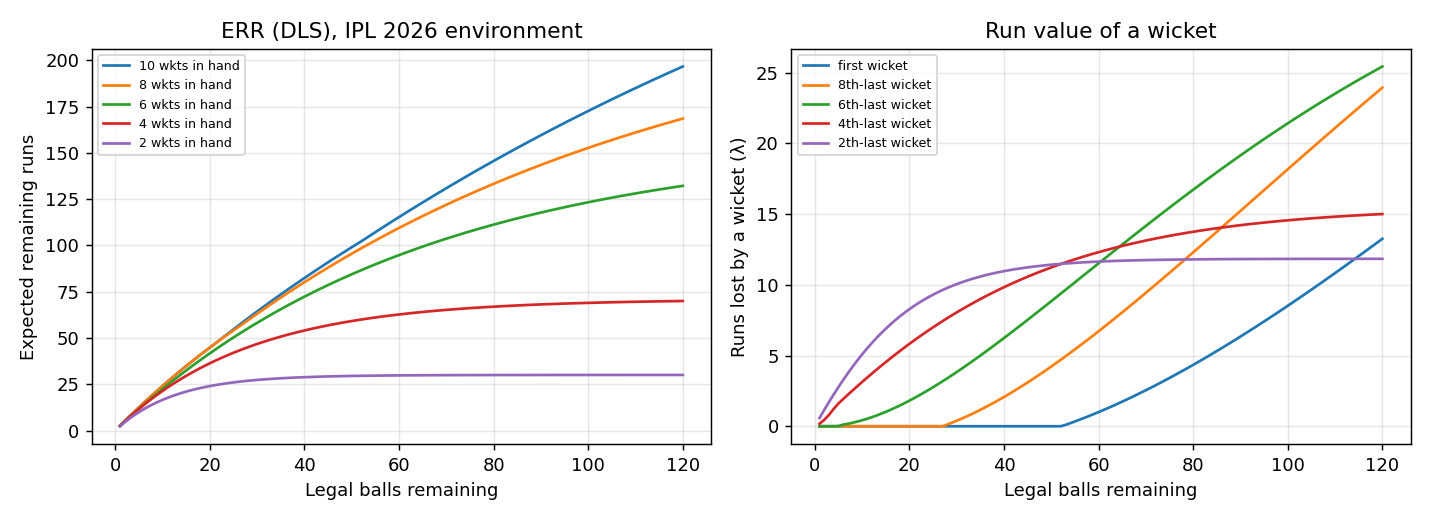 ERR (DLS), IPL 2026 environment
Expected remaining runs
200
175
150
125
100
75
50
25
0
10 wkts in hand
8 wkts in hand
6 wkts in hand
4 wkts in hand
2 wkts in hand
0 20 40 60 80 100 120
Legal balls remaining
Run value of a wicket
Runs lost by a wicket (λ)
25
20
15
10
5
0
first wicket
8th-last wicket
6th-last wicket
4th-last wicket
2th-last wicket
0 20 40 60 80 100 120
Legal balls remaining